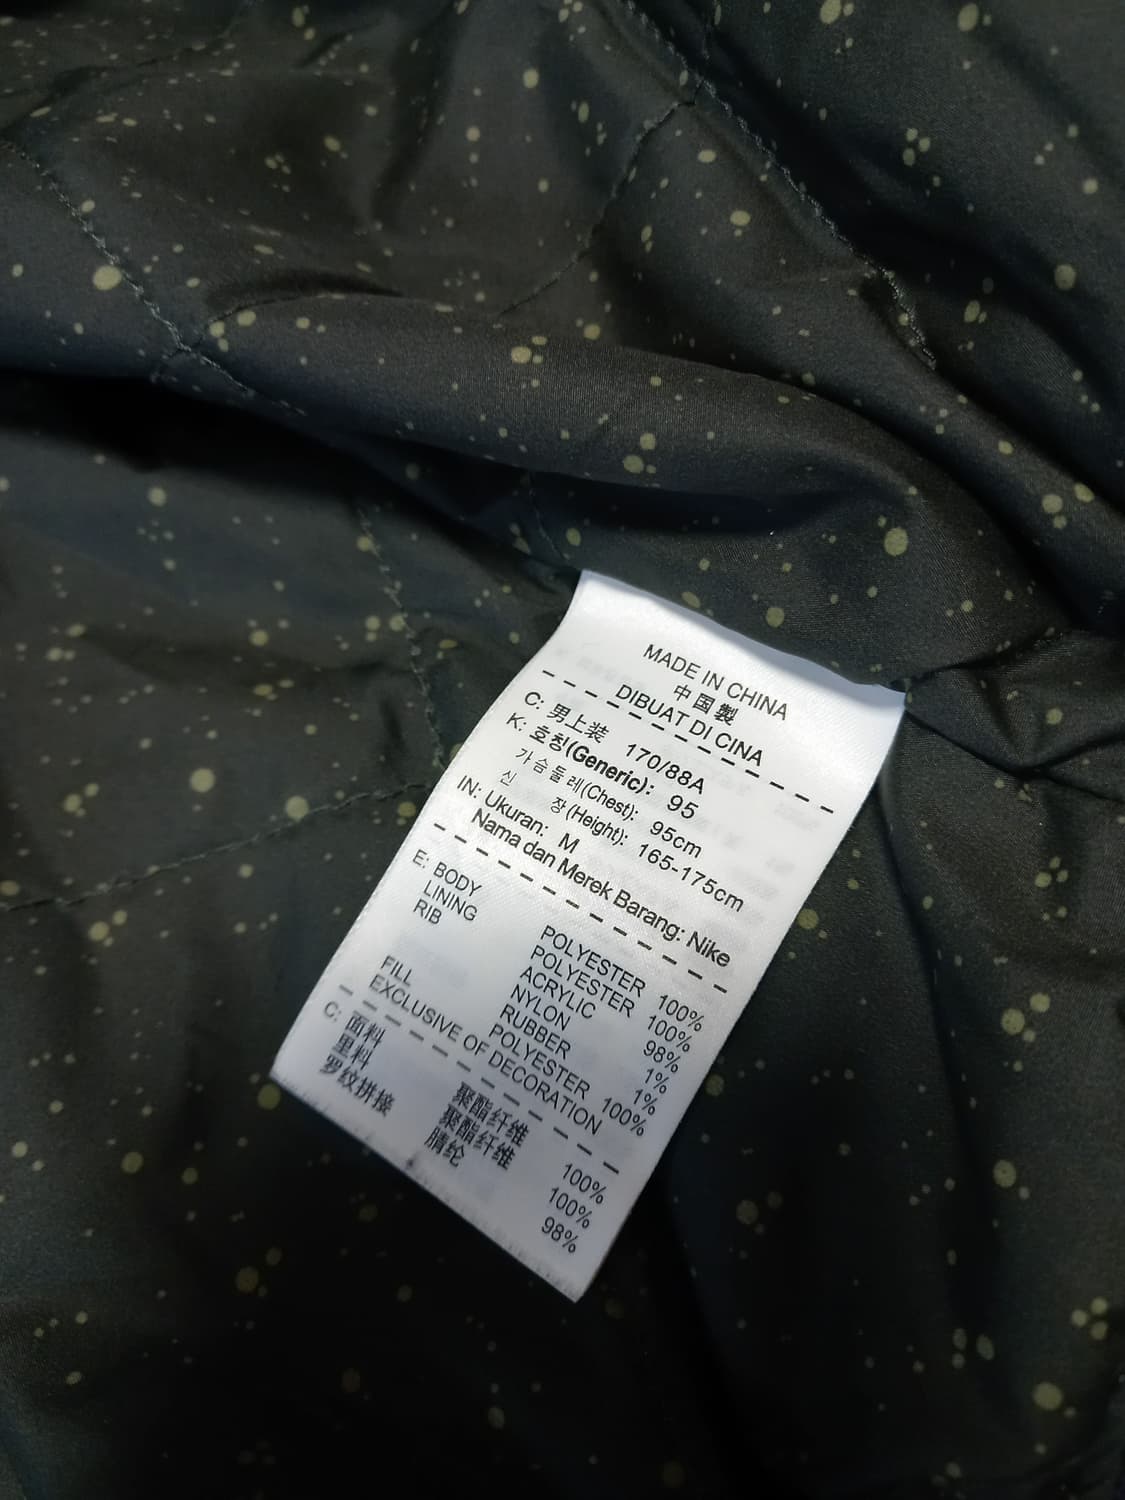 MADE IN CHINA
中国製
DIBUAT DI CINA
C: 男上装 170/88A
K: 호칭(Generic): 95
가슴둘레(Chest): 95cm
신 장(Height): 165-175cm
IN: Ukuran: M
Nama dan Merek Barang: Nike
E: BODY POLYESTER 100%
LINING POLYESTER 100%
RIB ACRYLIC 98%
NYLON 1%
RUBBER 1%
FILL POLYESTER 100%
EXCLUSIVE OF DECORATION
C: 面料 聚酯纤维 100%
里料 聚酯纤维 100%
罗纹拼接 腈纶 98%